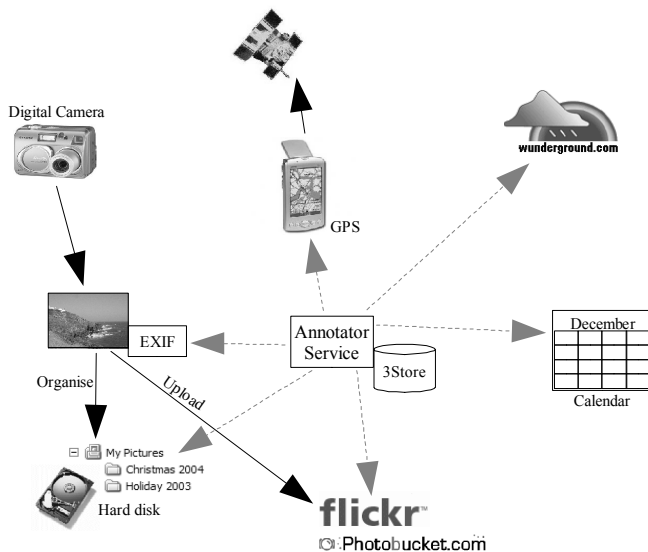 Digital Camera
wunderground.com
GPS
EXIF
Annotator
Service
3Store
December
Calendar
Organise
Upload
My Pictures
Christmas 2004
Holiday 2003
Hard disk
flickr™
Photobucket.com